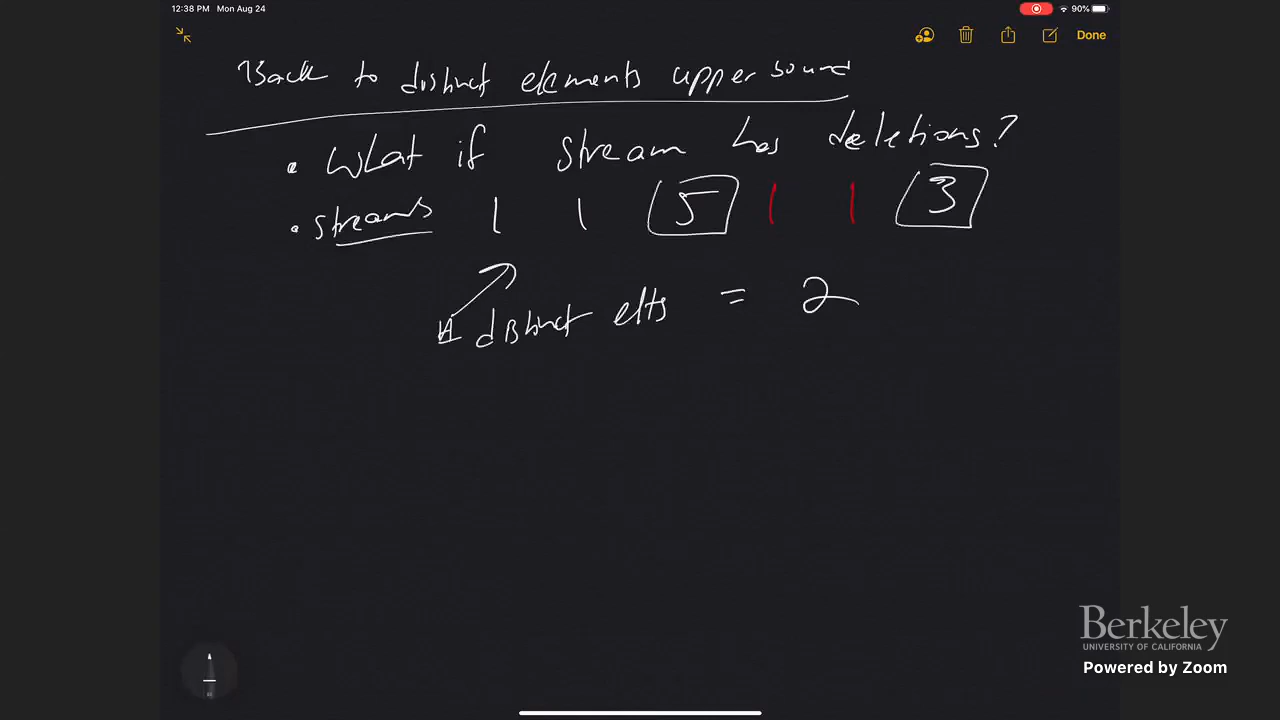 12:38 PM Mon Aug 24 90%
Done
Back to distinct elements upper bound
• What if stream has deletions?
• streams 1 1 5 1 1 3
# distinct elts = 2
Berkeley
UNIVERSITY OF CALIFORNIA
Powered by Zoom